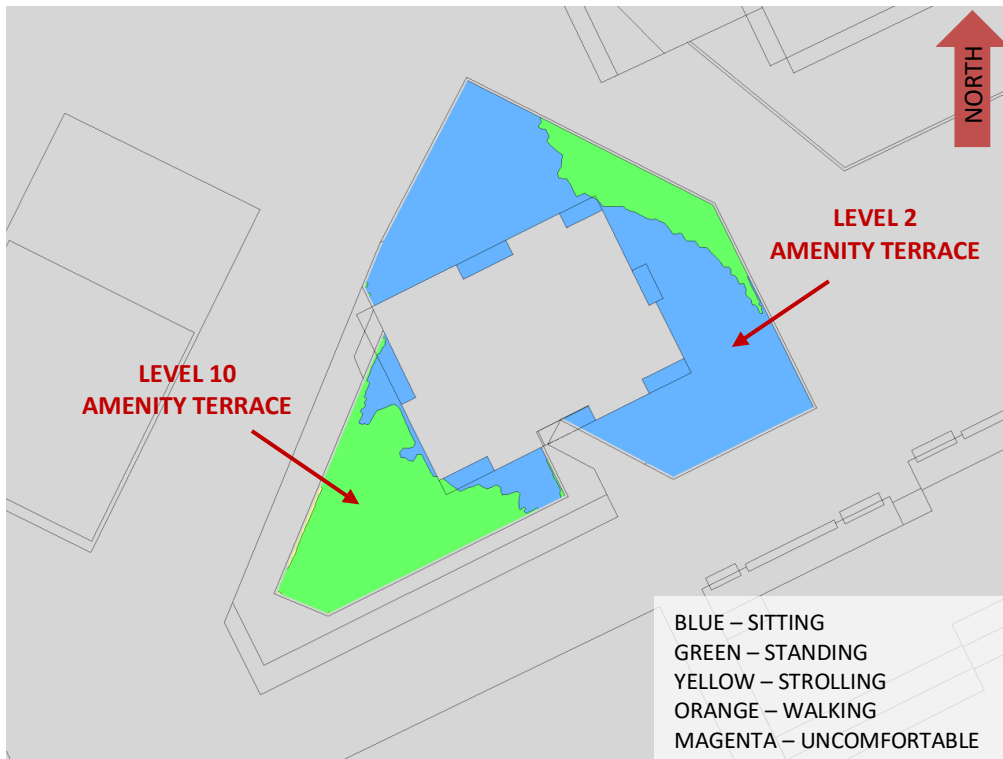 NORTH
LEVEL 2
AMENITY TERRACE
LEVEL 10
AMENITY TERRACE
BLUE – SITTING
GREEN – STANDING
YELLOW – STROLLING
ORANGE – WALKING
MAGENTA – UNCOMFORTABLE